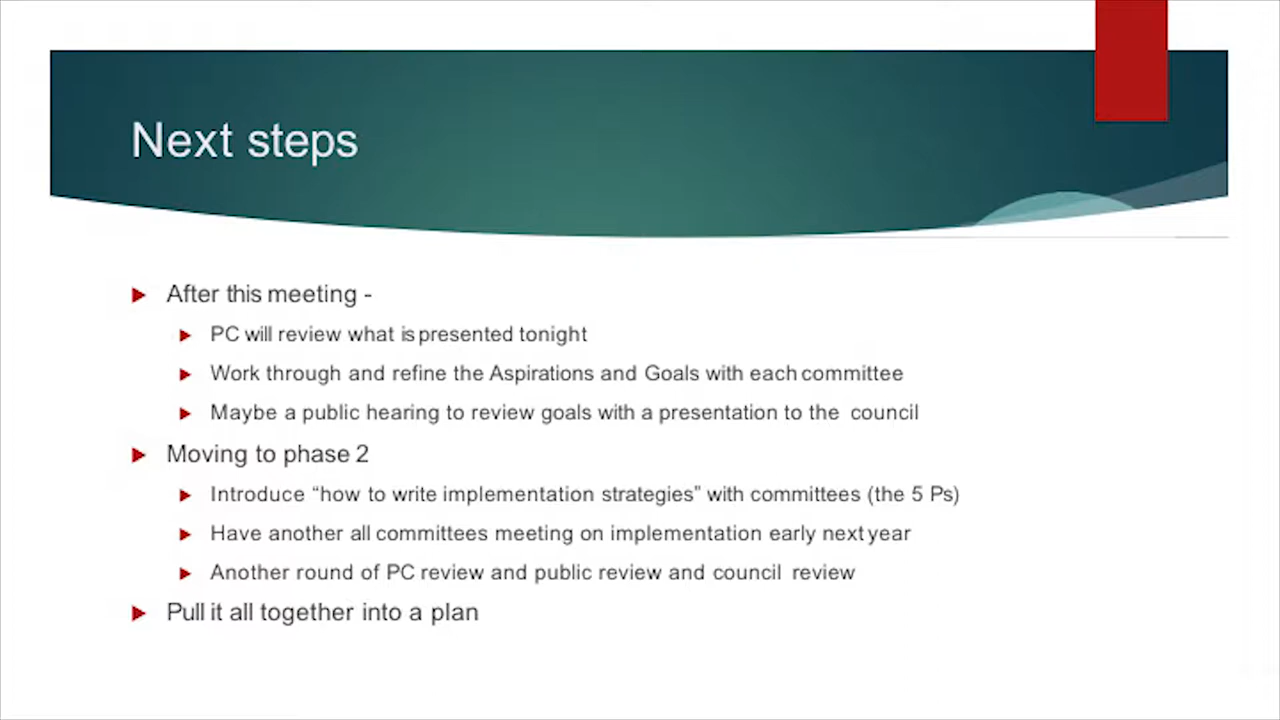 Next steps
After this meeting -
PC will review what is presented tonight
Work through and refine the Aspirations and Goals with each committee
Maybe a public hearing to review goals with a presentation to the council
Moving to phase 2
Introduce “how to write implementation strategies” with committees (the 5 Ps)
Have another all committees meeting on implementation early next year
Another round of PC review and public review and council review
Pull it all together into a plan